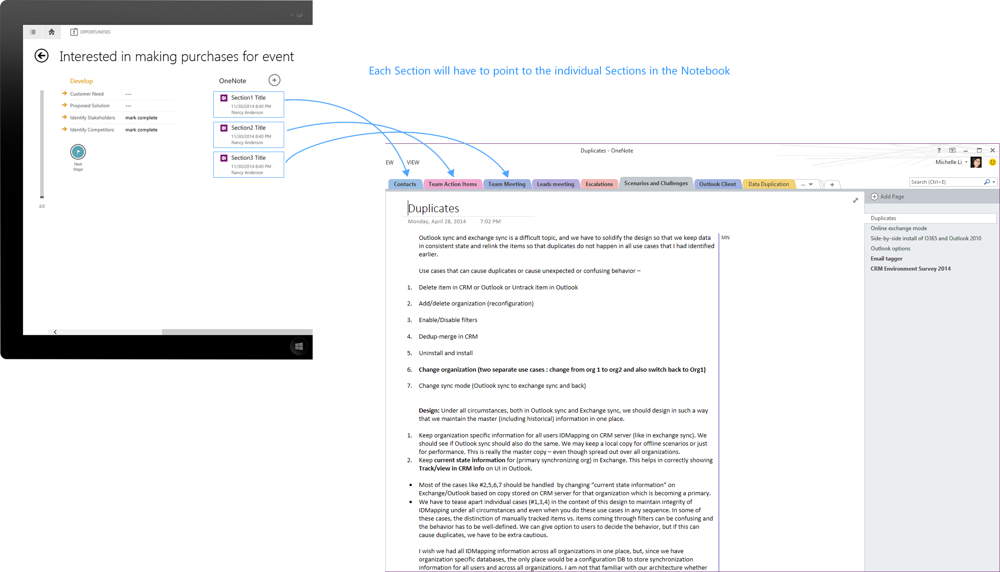 OPPORTUNITIES
Interested in making purchases for event
Develop
Customer Need ---
Proposed Solution ---
Identify Stakeholders mark complete
Identify Competitors mark complete
Next
Stage
2/2
OneNote
Section1 Title
11/30/2014 8:40 PM
Nancy Anderson
Section2 Title
11/30/2014 8:40 PM
Nancy Anderson
Section3 Title
11/30/2014 8:40 PM
Nancy Anderson
Each Section will have to point to the individual Sections in the Notebook
Duplicates - OneNote
EW VIEW
Michelle Li
Contacts Team Action Items Team Meeting Leads meeting Escalations Scenarios and Challenges Outlook Client Data Duplication ...
Search (Ctrl+E)
Duplicates
Monday, April 28, 2014 7:02 PM
Outlook sync and exchange sync is a difficult topic, and we have to solidify the design so that we keep data
in consistent state and relink the items so that duplicates do not happen in all use cases that I had identified
earlier.
MN
Use cases that can cause duplicates or cause unexpected or confusing behavior –
1. Delete item in CRM or Outlook or Untrack item in Outlook
2. Add/delete organization (reconfiguration)
3. Enable/Disable filters
4. Dedup-merge in CRM
5. Uninstall and install
6. Change organization (two separate use cases : change from org 1 to org2 and also switch back to Org1)
7. Change sync mode (Outlook sync to exchange sync and back)
Design: Under all circumstances, both in Outlook sync and Exchange sync, we should design in such a way
that we maintain the master (including historical) information in one place.
1. Keep organization specific information for all users IDMapping on CRM server (like in exchange sync). We
should see if Outlook sync should also do the same. We may keep a local copy for offline scenarios or just
for performance. This is really the master copy – even though spread out over all organizations.
2. Keep current state information for (primary synchronizing org) in Exchange. This helps in correctly showing
Track/view in CRM info on UI in Outlook.
• Most of the cases like #2,5,6,7 should be handled  by changing “current state information” on
Exchange/Outlook based on copy stored on CRM server for that organization which is becoming a primary.
• We have to tease apart individual cases (#1,3,4) in the context of this design to maintain integrity of
IDMapping under all circumstances and even when you do these use cases in any sequence. In some of
these cases, the distinction of manually tracked items vs. items coming through filters can be confusing and
the behavior has to be well-defined. We can give option to users to decide the behavior, but if this can
cause duplicates, we have to be extra cautious.
I wish we had all IDMapping information across all organizations in one place, but, since we have
organization specific databases, the only place would be a configuration DB to store synchronization
information for all users and across all organizations. I am not that familiar with our architecture whether
Add Page
Duplicates
Online exchange mode
Side-by-side install of O365 and Outlook 2010
Outlook options
Email tagger
CRM Environment Survey 2014